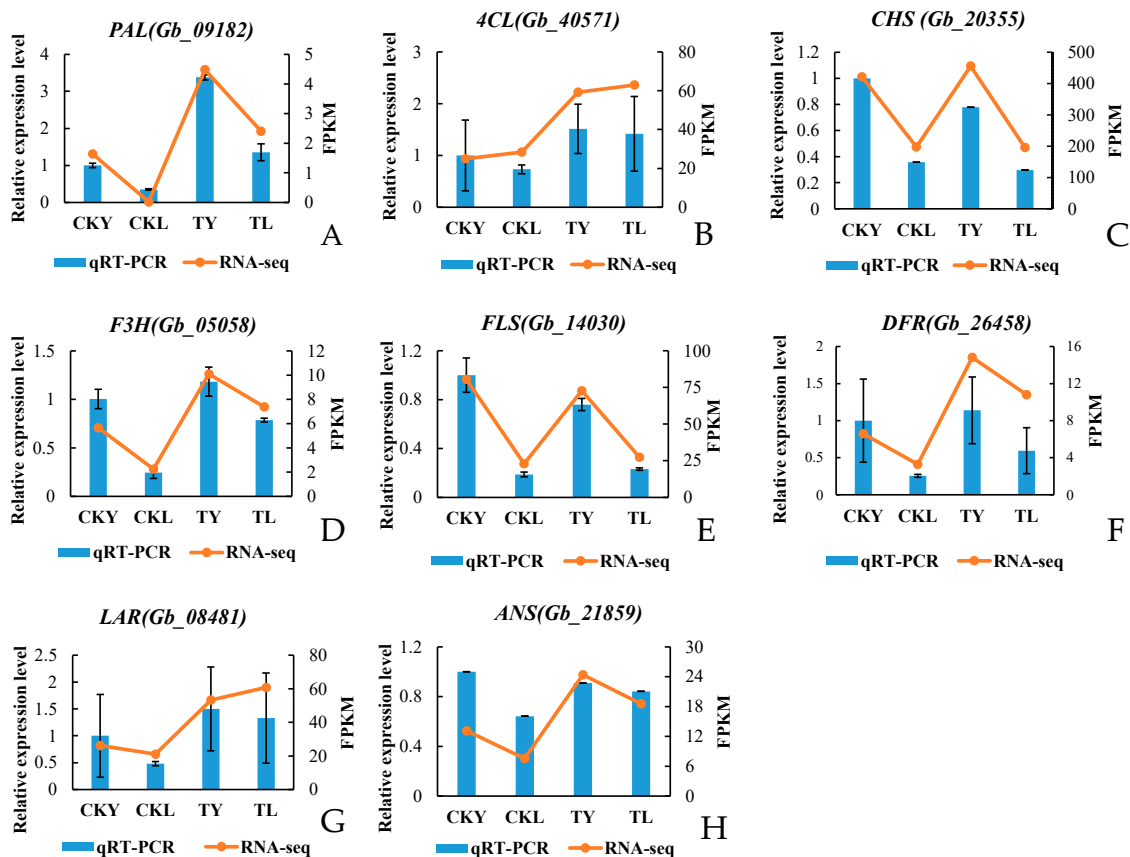 PAL(Gb_09182)
Relative expression level
4
3
2
1
0
5
4
3
2
1
0
FPKM
CKY CKL TY TL
qRT-PCR RNA-seq
A
4CL(Gb_40571)
Relative expression level
3
2
1
0
80
60
40
20
0
FPKM
CKY CKL TY TL
qRT-PCR RNA-seq
B
CHS (Gb_20355)
Relative expression level
1.2
1
0.8
0.6
0.4
0.2
0
500
400
300
200
100
0
FPKM
CKY CKL TY TL
qRT-PCR RNA-seq
C
F3H(Gb_05058)
Relative expression level
1.5
1
0.5
0
12
10
8
6
4
2
0
FPKM
CKY CKL TY TL
qRT-PCR RNA-seq
D
FLS(Gb_14030)
Relative expression level
1.2
0.8
0.4
0
100
75
50
25
0
FPKM
CKY CKL TY TL
qRT-PCR RNA-seq
E
DFR(Gb_26458)
Relative expression level
2
1.5
1
0.5
0
16
12
8
4
0
FPKM
CKY CKL TY TL
qRT-PCR RNA-seq
F
LAR(Gb_08481)
Relative expression level
2.5
2
1.5
1
0.5
0
80
60
40
20
0
FPKM
CKY CKL TY TL
qRT-PCR RNA-seq
G
ANS(Gb_21859)
Relative expression level
1.2
0.8
0.4
0
30
24
18
12
6
0
FPKM
CKY CKL TY TL
qRT-PCR RNA-seq
H